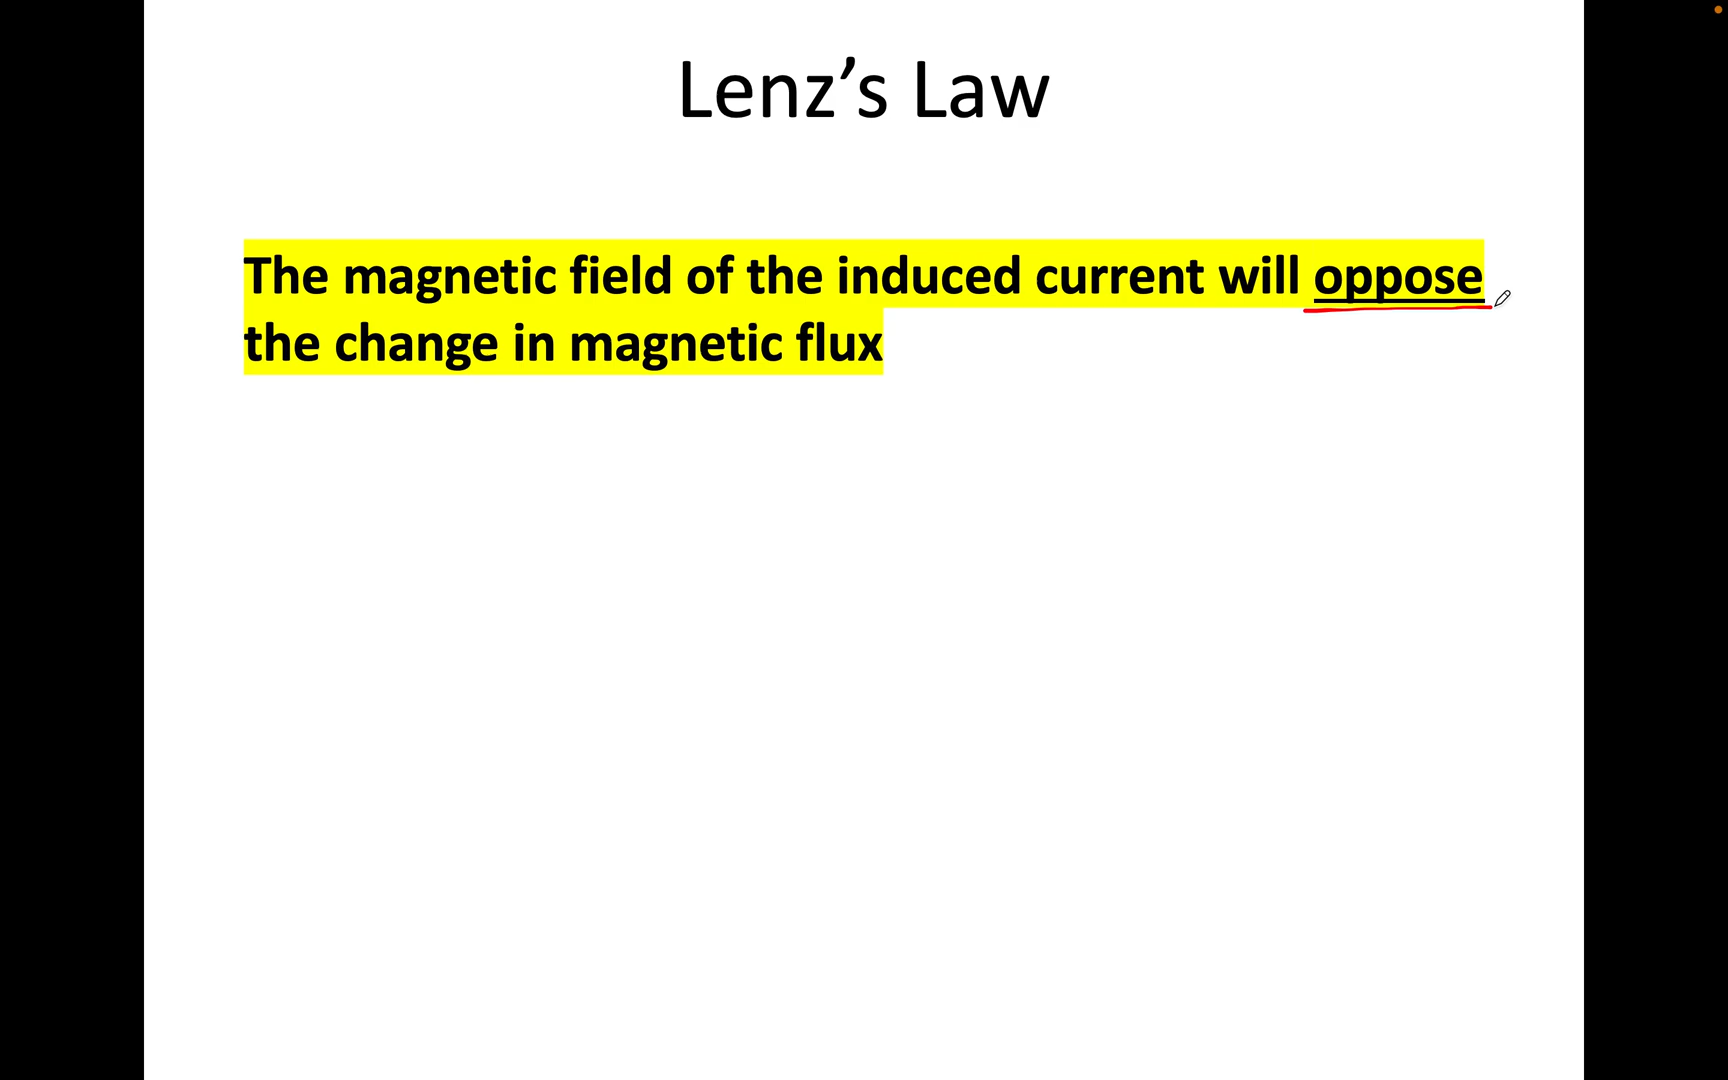 Lenz’s Law
The magnetic field of the induced current will oppose
the change in magnetic flux